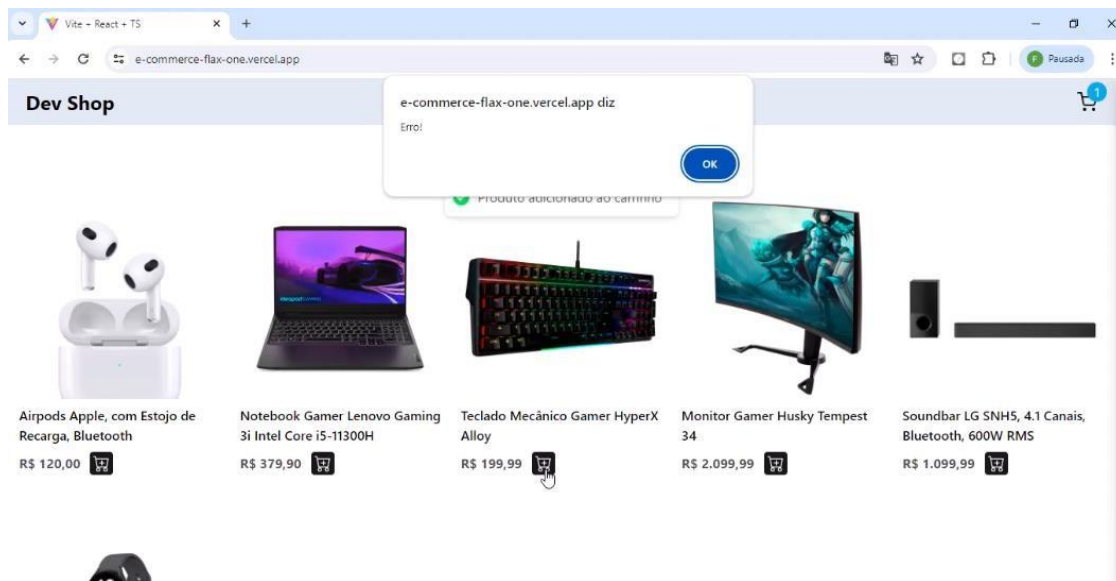 Vite + React + TS
e-commerce-flax-one.vercel.app
Pausada
Dev Shop
1
e-commerce-flax-one.vercel.app diz
Erro!
OK
Produto adicionado ao carrinho
Airpods Apple, com Estojo de
Recarga, Bluetooth
R$ 120,00
Notebook Gamer Lenovo Gaming
3i Intel Core i5-11300H
R$ 379,90
Teclado Mecânico Gamer HyperX
Alloy
R$ 199,99
Monitor Gamer Husky Tempest
34
R$ 2.099,99
Soundbar LG SNH5, 4.1 Canais,
Bluetooth, 600W RMS
R$ 1.099,99